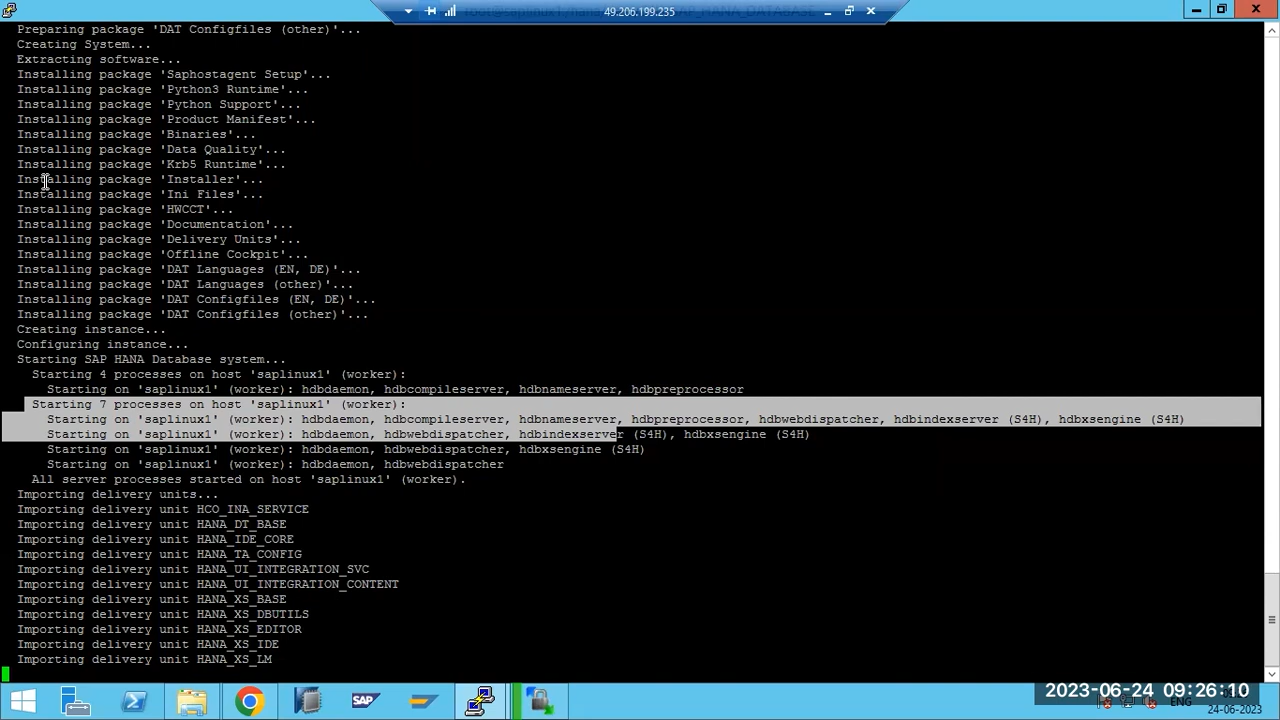 49.206.199.235
Preparing package 'DAT Configfiles (other)'...
Creating System...
Extracting software...
Installing package 'Saphostagent Setup'...
Installing package 'Python3 Runtime'...
Installing package 'Python Support'...
Installing package 'Product Manifest'...
Installing package 'Binaries'...
Installing package 'Data Quality'...
Installing package 'Krb5 Runtime'...
Installing package 'Installer'...
Installing package 'Ini Files'...
Installing package 'HWCCT'...
Installing package 'Documentation'...
Installing package 'Delivery Units'...
Installing package 'Offline Cockpit'...
Installing package 'DAT Languages (EN, DE)'...
Installing package 'DAT Languages (other)'...
Installing package 'DAT Configfiles (EN, DE)'...
Installing package 'DAT Configfiles (other)'...
Creating instance...
Configuring instance...
Starting SAP HANA Database system...
Starting 4 processes on host 'saplinux1' (worker):
Starting on 'saplinux1' (worker): hdbdaemon, hdbcompileserver, hdbnameserver, hdbpreprocessor
Starting 7 processes on host 'saplinux1' (worker):
Starting on 'saplinux1' (worker): hdbdaemon, hdbcompileserver, hdbnameserver, hdbpreprocessor, hdbwebdispatcher, hdbindexserver (S4H), hdbxsengine (S4H)
Starting on 'saplinux1' (worker): hdbdaemon, hdbwebdispatcher, hdbindexserver (S4H), hdbxsengine (S4H)
Starting on 'saplinux1' (worker): hdbdaemon, hdbwebdispatcher, hdbxsengine (S4H)
Starting on 'saplinux1' (worker): hdbdaemon, hdbwebdispatcher
All server processes started on host 'saplinux1' (worker).
Importing delivery units...
Importing delivery unit HCO_INA_SERVICE
Importing delivery unit HANA_DT_BASE
Importing delivery unit HANA_IDE_CORE
Importing delivery unit HANA_TA_CONFIG
Importing delivery unit HANA_UI_INTEGRATION_SVC
Importing delivery unit HANA_UI_INTEGRATION_CONTENT
Importing delivery unit HANA_XS_BASE
Importing delivery unit HANA_XS_DBUTILS
Importing delivery unit HANA_XS_EDITOR
Importing delivery unit HANA_XS_IDE
Importing delivery unit HANA_XS_LM
SAP
2023-06-24 09:26:10
ENG
24-06-2023